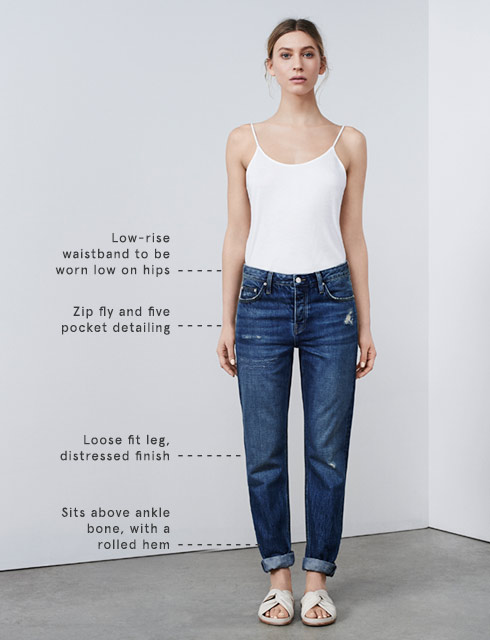 Low-rise
waistband to be
worn low on hips
Zip fly and five
pocket detailing
Loose fit leg,
distressed finish
Sits above ankle
bone, with a
rolled hem